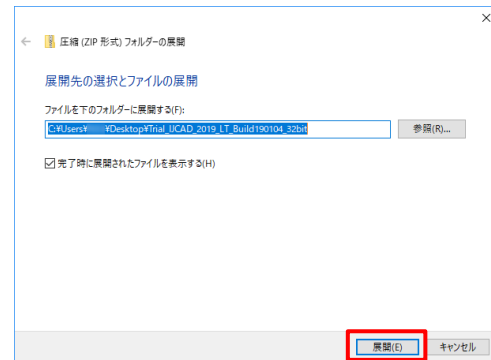 圧縮 (ZIP 形式) フォルダーの展開
展開先の選択とファイルの展開
ファイルを下のフォルダーに展開する(F):
C:¥Users¥ ¥Desktop¥Trial_IJCAD_2019_LT_Build190104_32bit
参照(R)...
完了時に展開されたファイルを表示する(H)
展開(E)
キャンセル